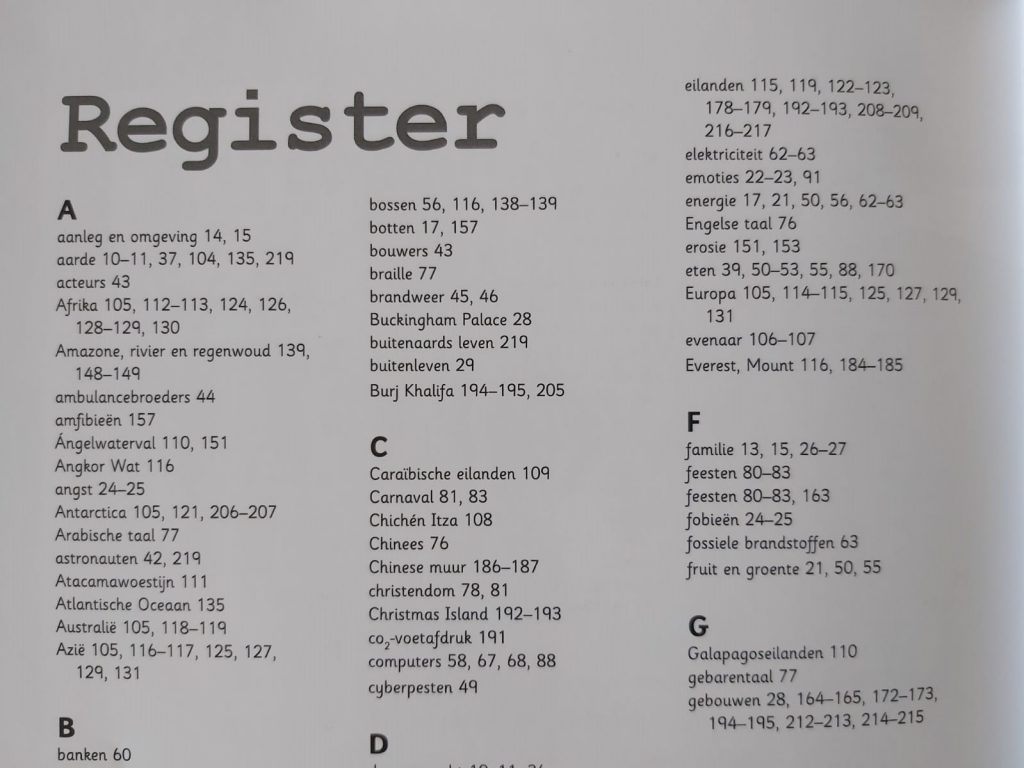 Register
A
aanleg en omgeving 14, 15
aarde 10–11, 37, 104, 135, 219
acteurs 43
Afrika 105, 112–113, 124, 126,
128–129, 130
Amazone, rivier en regenwoud 139,
148–149
ambulancebroeders 44
amfibieën 157
Ángelwaterval 110, 151
Angkor Wat 116
angst 24–25
Antarctica 105, 121, 206–207
Arabische taal 77
astronauten 42, 219
Atacamawoestijn 111
Atlantische Oceaan 135
Australië 105, 118–119
Azië 105, 116–117, 125, 127,
129, 131
B
banken 60
bossen 56, 116, 138–139
botten 17, 157
bouwers 43
braille 77
brandweer 45, 46
Buckingham Palace 28
buitenaards leven 219
buitenleven 29
Burj Khalifa 194–195, 205
C
Caraïbische eilanden 109
Carnaval 81, 83
Chichén Itza 108
Chinees 76
Chinese muur 186–187
christendom 78, 81
Christmas Island 192–193
co₂-voetafdruk 191
computers 58, 67, 68, 88
cyberpesten 49
D
eilanden 115, 119, 122–123,
178–179, 192–193, 208–209,
216–217
elektriciteit 62–63
emoties 22–23, 91
energie 17, 21, 50, 56, 62–63
Engelse taal 76
erosie 151, 153
eten 39, 50–53, 55, 88, 170
Europa 105, 114–115, 125, 127, 129,
131
evenaar 106–107
Everest, Mount 116, 184–185
F
familie 13, 15, 26–27
feesten 80–83
feesten 80–83, 163
fobieën 24–25
fossiele brandstoffen 63
fruit en groente 21, 50, 55
G
Galapagoseilanden 110
gebarentaal 77
gebouwen 28, 164–165, 172–173,
194–195, 212–213, 214–215